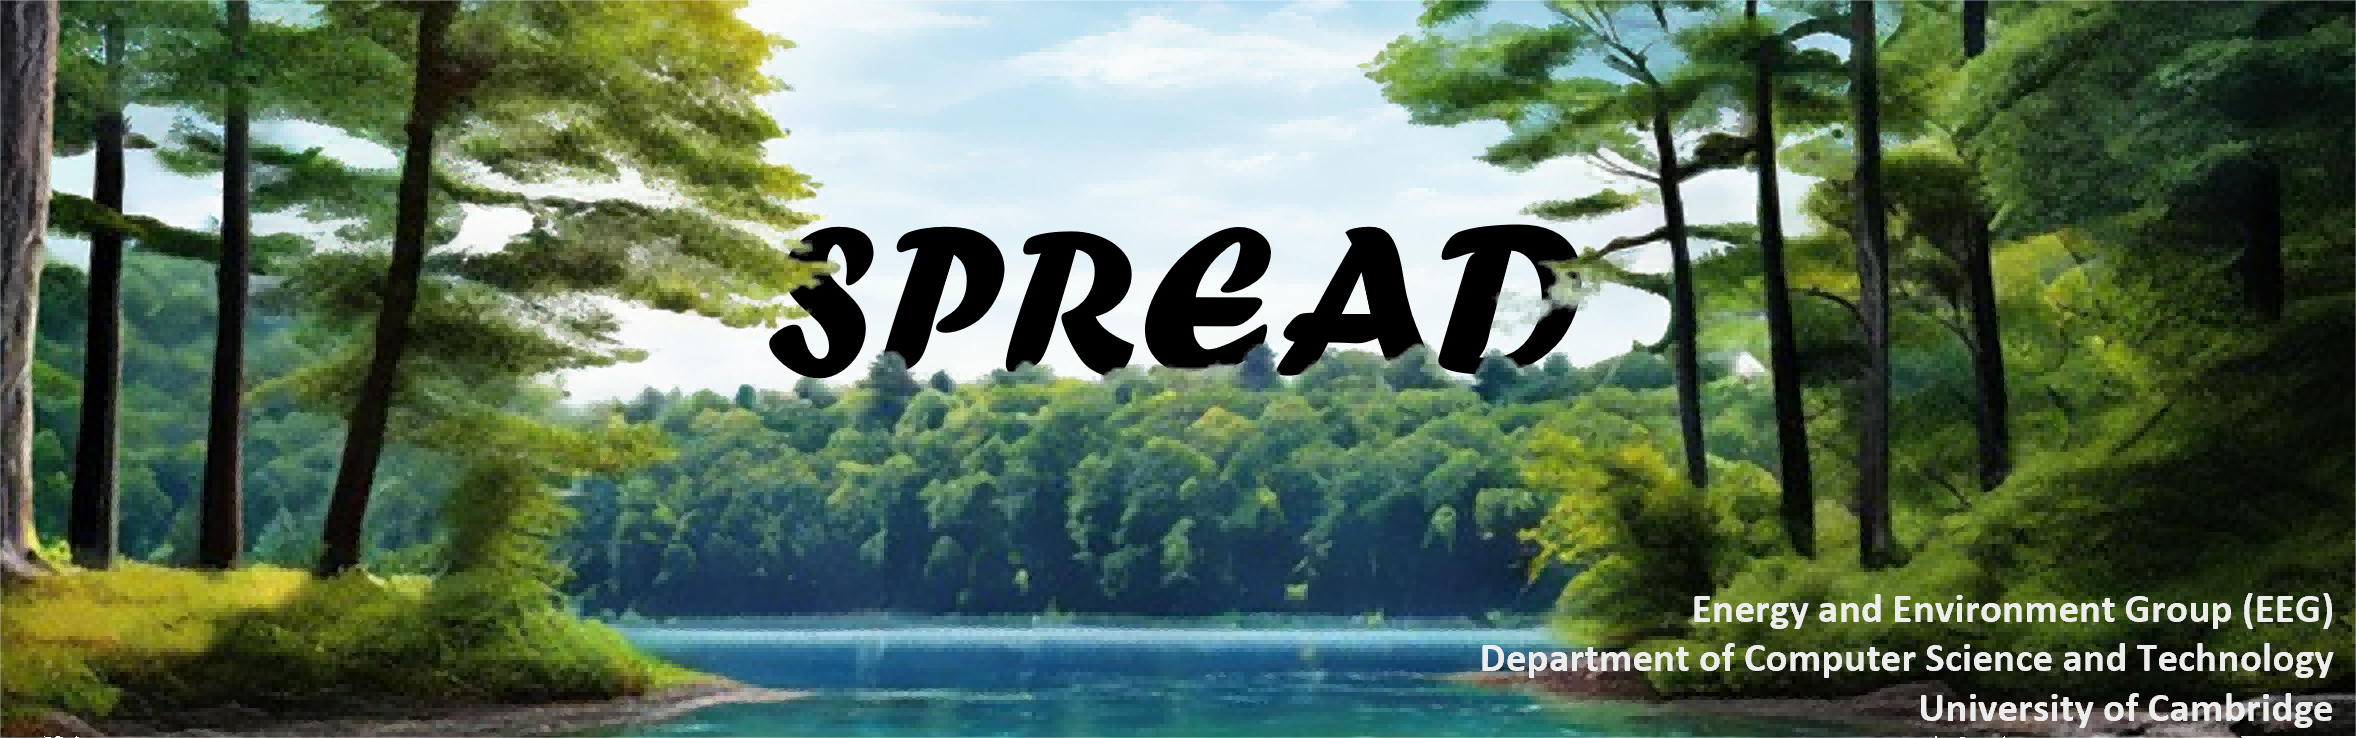 SPREAD
Energy and Environment Group (EEG)
Department of Computer Science and Technology
University of Cambridge